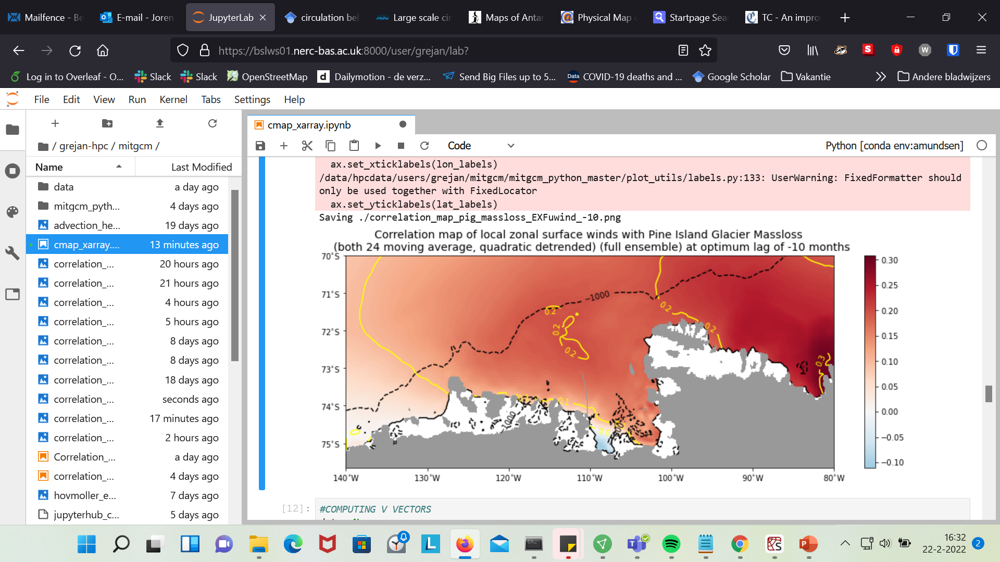 Mailfence - Be
E-mail - Joren
JupyterLab
circulation bel
Large scale cir
Maps of Antar
Physical Map o
Startpage Sear
TC - An impro
https://bslws01.nerc-bas.ac.uk:8000/user/grejan/lab?
Log in to Overleaf - O...
Slack
Slack
OpenStreetMap
Dailymotion - de verz...
Send Big Files up to 5...
Data
COVID-19 deaths and ...
Google Scholar
Vakantie
Andere bladwijzers
File Edit View Run Kernel Tabs Settings Help
cmap_xarray.ipynb
/ grejan-hpc / mitgcm /
Code
Python [conda env:amundsen]
Name Last Modified
data a day ago
mitgcm_pyth... 4 days ago
advection_he... 19 days ago
cmap_xarray.... 13 minutes ago
correlation_... 20 hours ago
correlation_... 21 hours ago
correlation_... 4 hours ago
correlation_... 5 hours ago
correlation_... 8 days ago
correlation_... 8 days ago
correlation_... 18 days ago
correlation_... seconds ago
correlation_... 17 minutes ago
correlation_... 2 hours ago
Correlation_... a day ago
correlation_... 4 days ago
hovmoller_e... 7 days ago
jupyterhub_c... 5 days ago
ax.set_xticklabels(lon_labels)
/data/hpcdata/users/grejan/mitgcm/mitgcm_python_master/plot_utils/labels.py:133: UserWarning: FixedFormatter should
only be used together with FixedLocator
ax.set_yticklabels(lat_labels)
Saving ./correlation_map_pig_massloss_EXFuwind_-10.png
Correlation map of local zonal surface winds with Pine Island Glacier Massloss
(both 24 moving average, quadratic detrended) (full ensemble) at optimum lag of -10 months
70°S
71°S
72°S
73°S
74°S
75°S
140°W 130°W 120°W 110°W 100°W 90°W 80°W
−1000
0.2
0.2
0.2
0.2
0.2
0.3
0.1
0.1
0.0
0.30
0.25
0.20
0.15
0.10
0.05
0.00
−0.05
−0.10
[12]:
#COMPUTING V VECTORS
16:32
22-2-2022
2